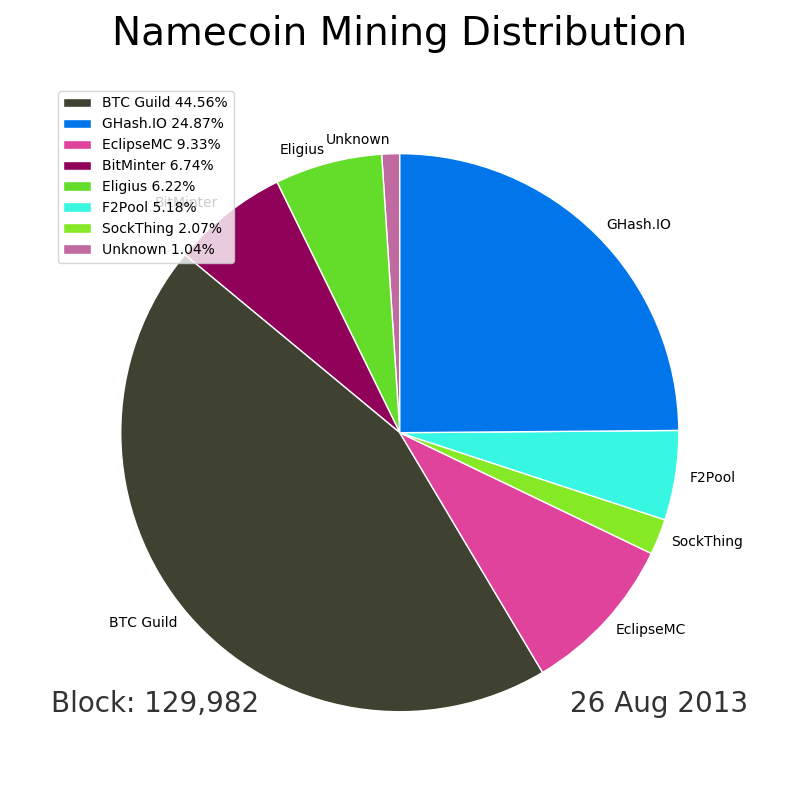 Namecoin Mining Distribution
BTC Guild 44.56%
GHash.IO 24.87%
EclipseMC 9.33%
BitMinter 6.74%
Eligius 6.22%
F2Pool 5.18%
SockThing 2.07%
Unknown 1.04%
Unknown
Eligius
BitMinter
GHash.IO
F2Pool
SockThing
EclipseMC
BTC Guild
Block: 129,982
26 Aug 2013